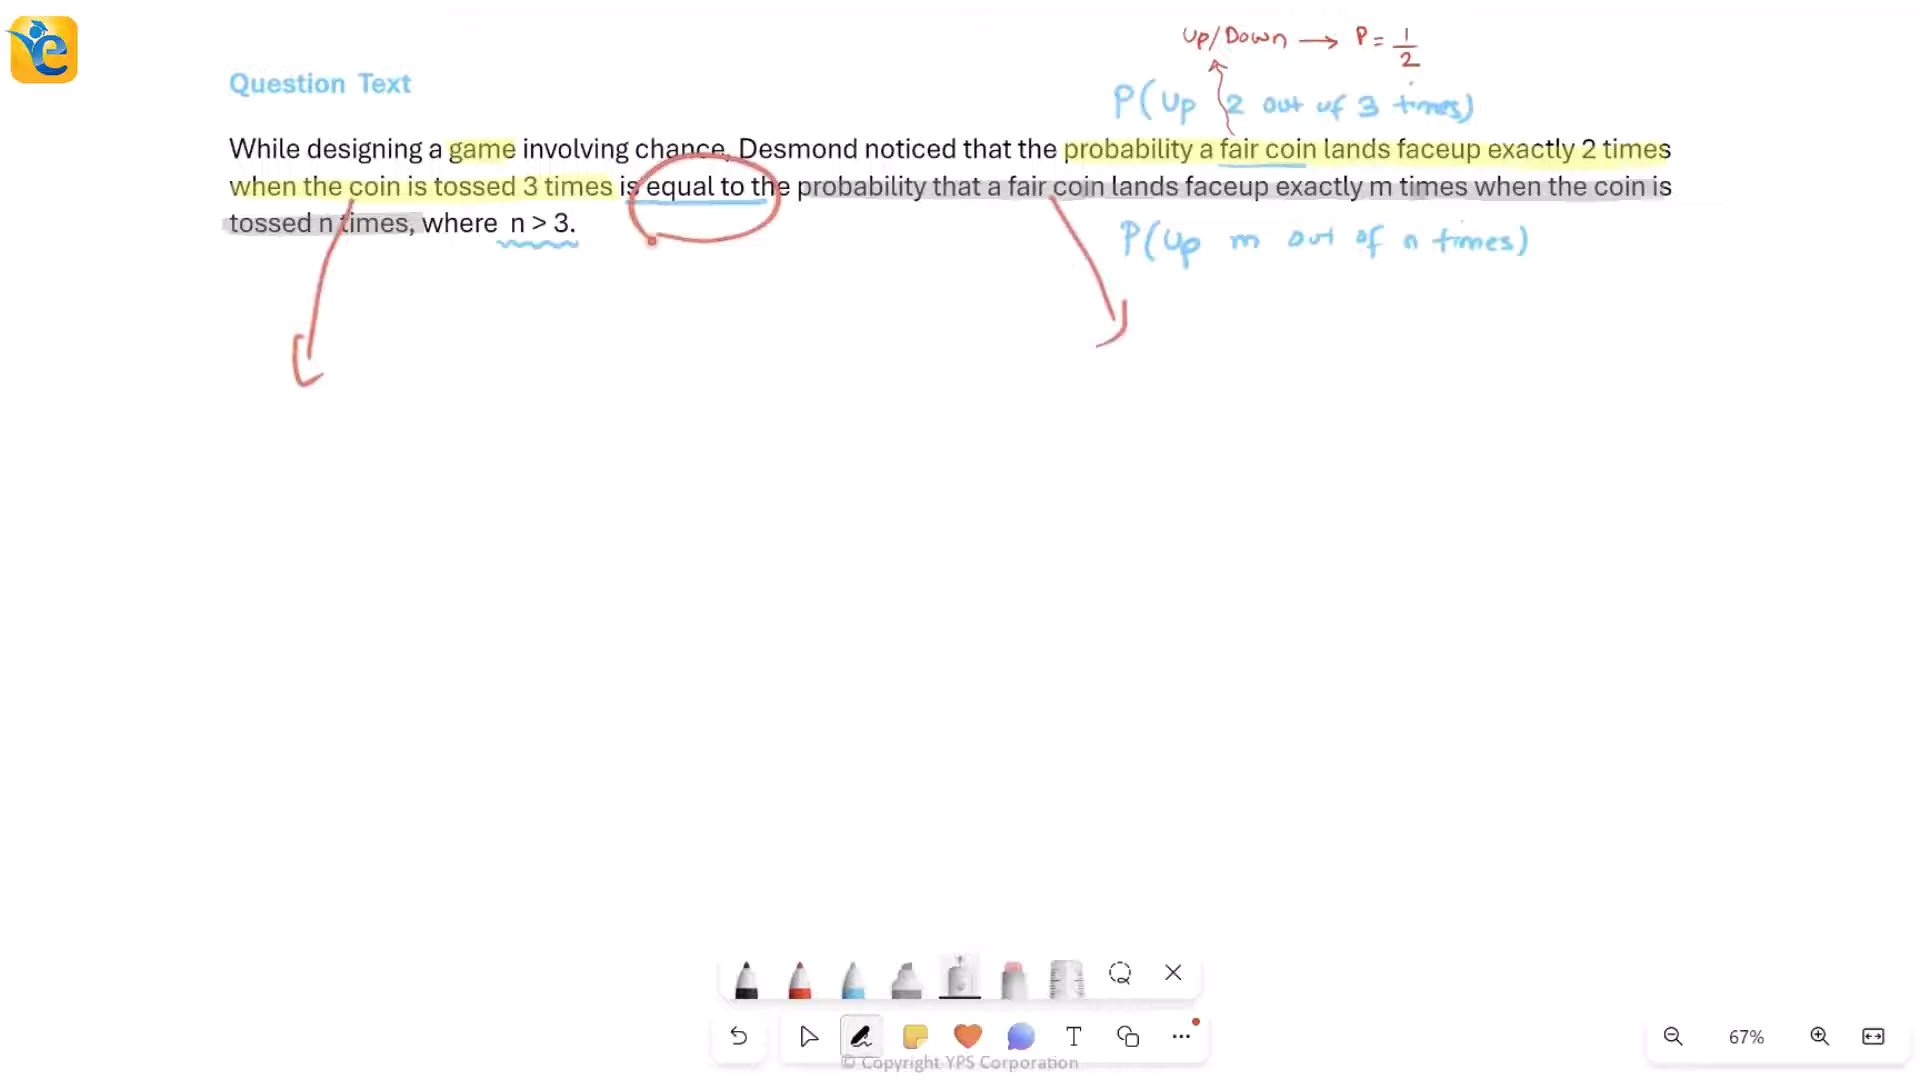 Up/Down → P = 1/2
Question Text
P(Up 2 out of 3 times)
While designing a game involving chance, Desmond noticed that the probability a fair coin lands faceup exactly 2 times
when the coin is tossed 3 times is equal to the probability that a fair coin lands faceup exactly m times when the coin is
tossed n times, where n > 3.
P(Up m out of n times)
67%
© Copyright YPS Corporation